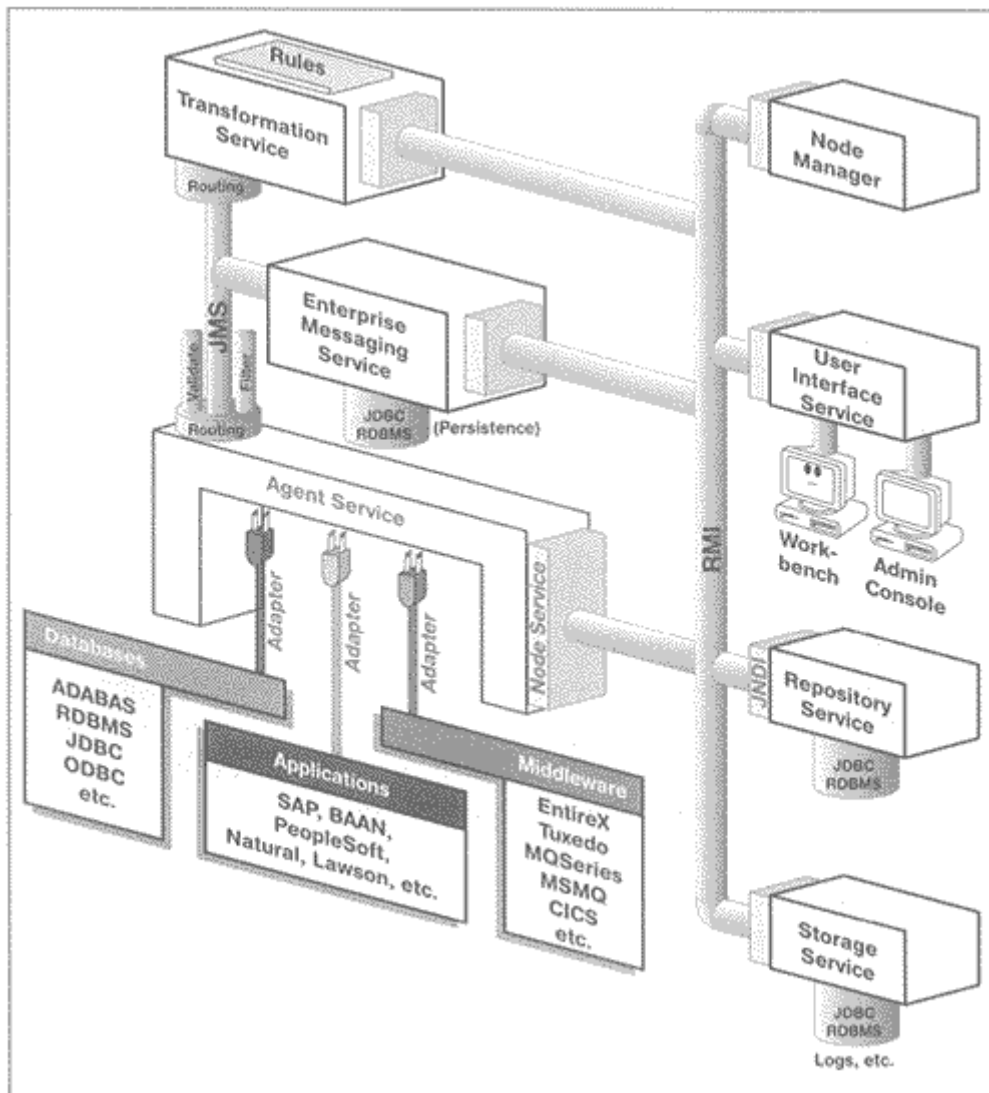 Rules
Transformation
Service
Routing
JMS
Validate
Filter
Routing
Enterprise
Messaging
Service
JDBC
RDBMS
(Persistence)
Agent Service
Adapter
Adapter
Adapter
Node Service
Databases
ADABAS
RDBMS
JDBC
ODBC
etc.
Applications
SAP, BAAN,
PeopleSoft,
Natural, Lawson, etc.
Middleware
EntireX
Tuxedo
MQSeries
MSMQ
CICS
etc.
RMI
Node
Manager
User
Interface
Service
Work-
bench
Admin
Console
JNDI
Repository
Service
JDBC
RDBMS
Storage
Service
JDBC
RDBMS
Logs, etc.